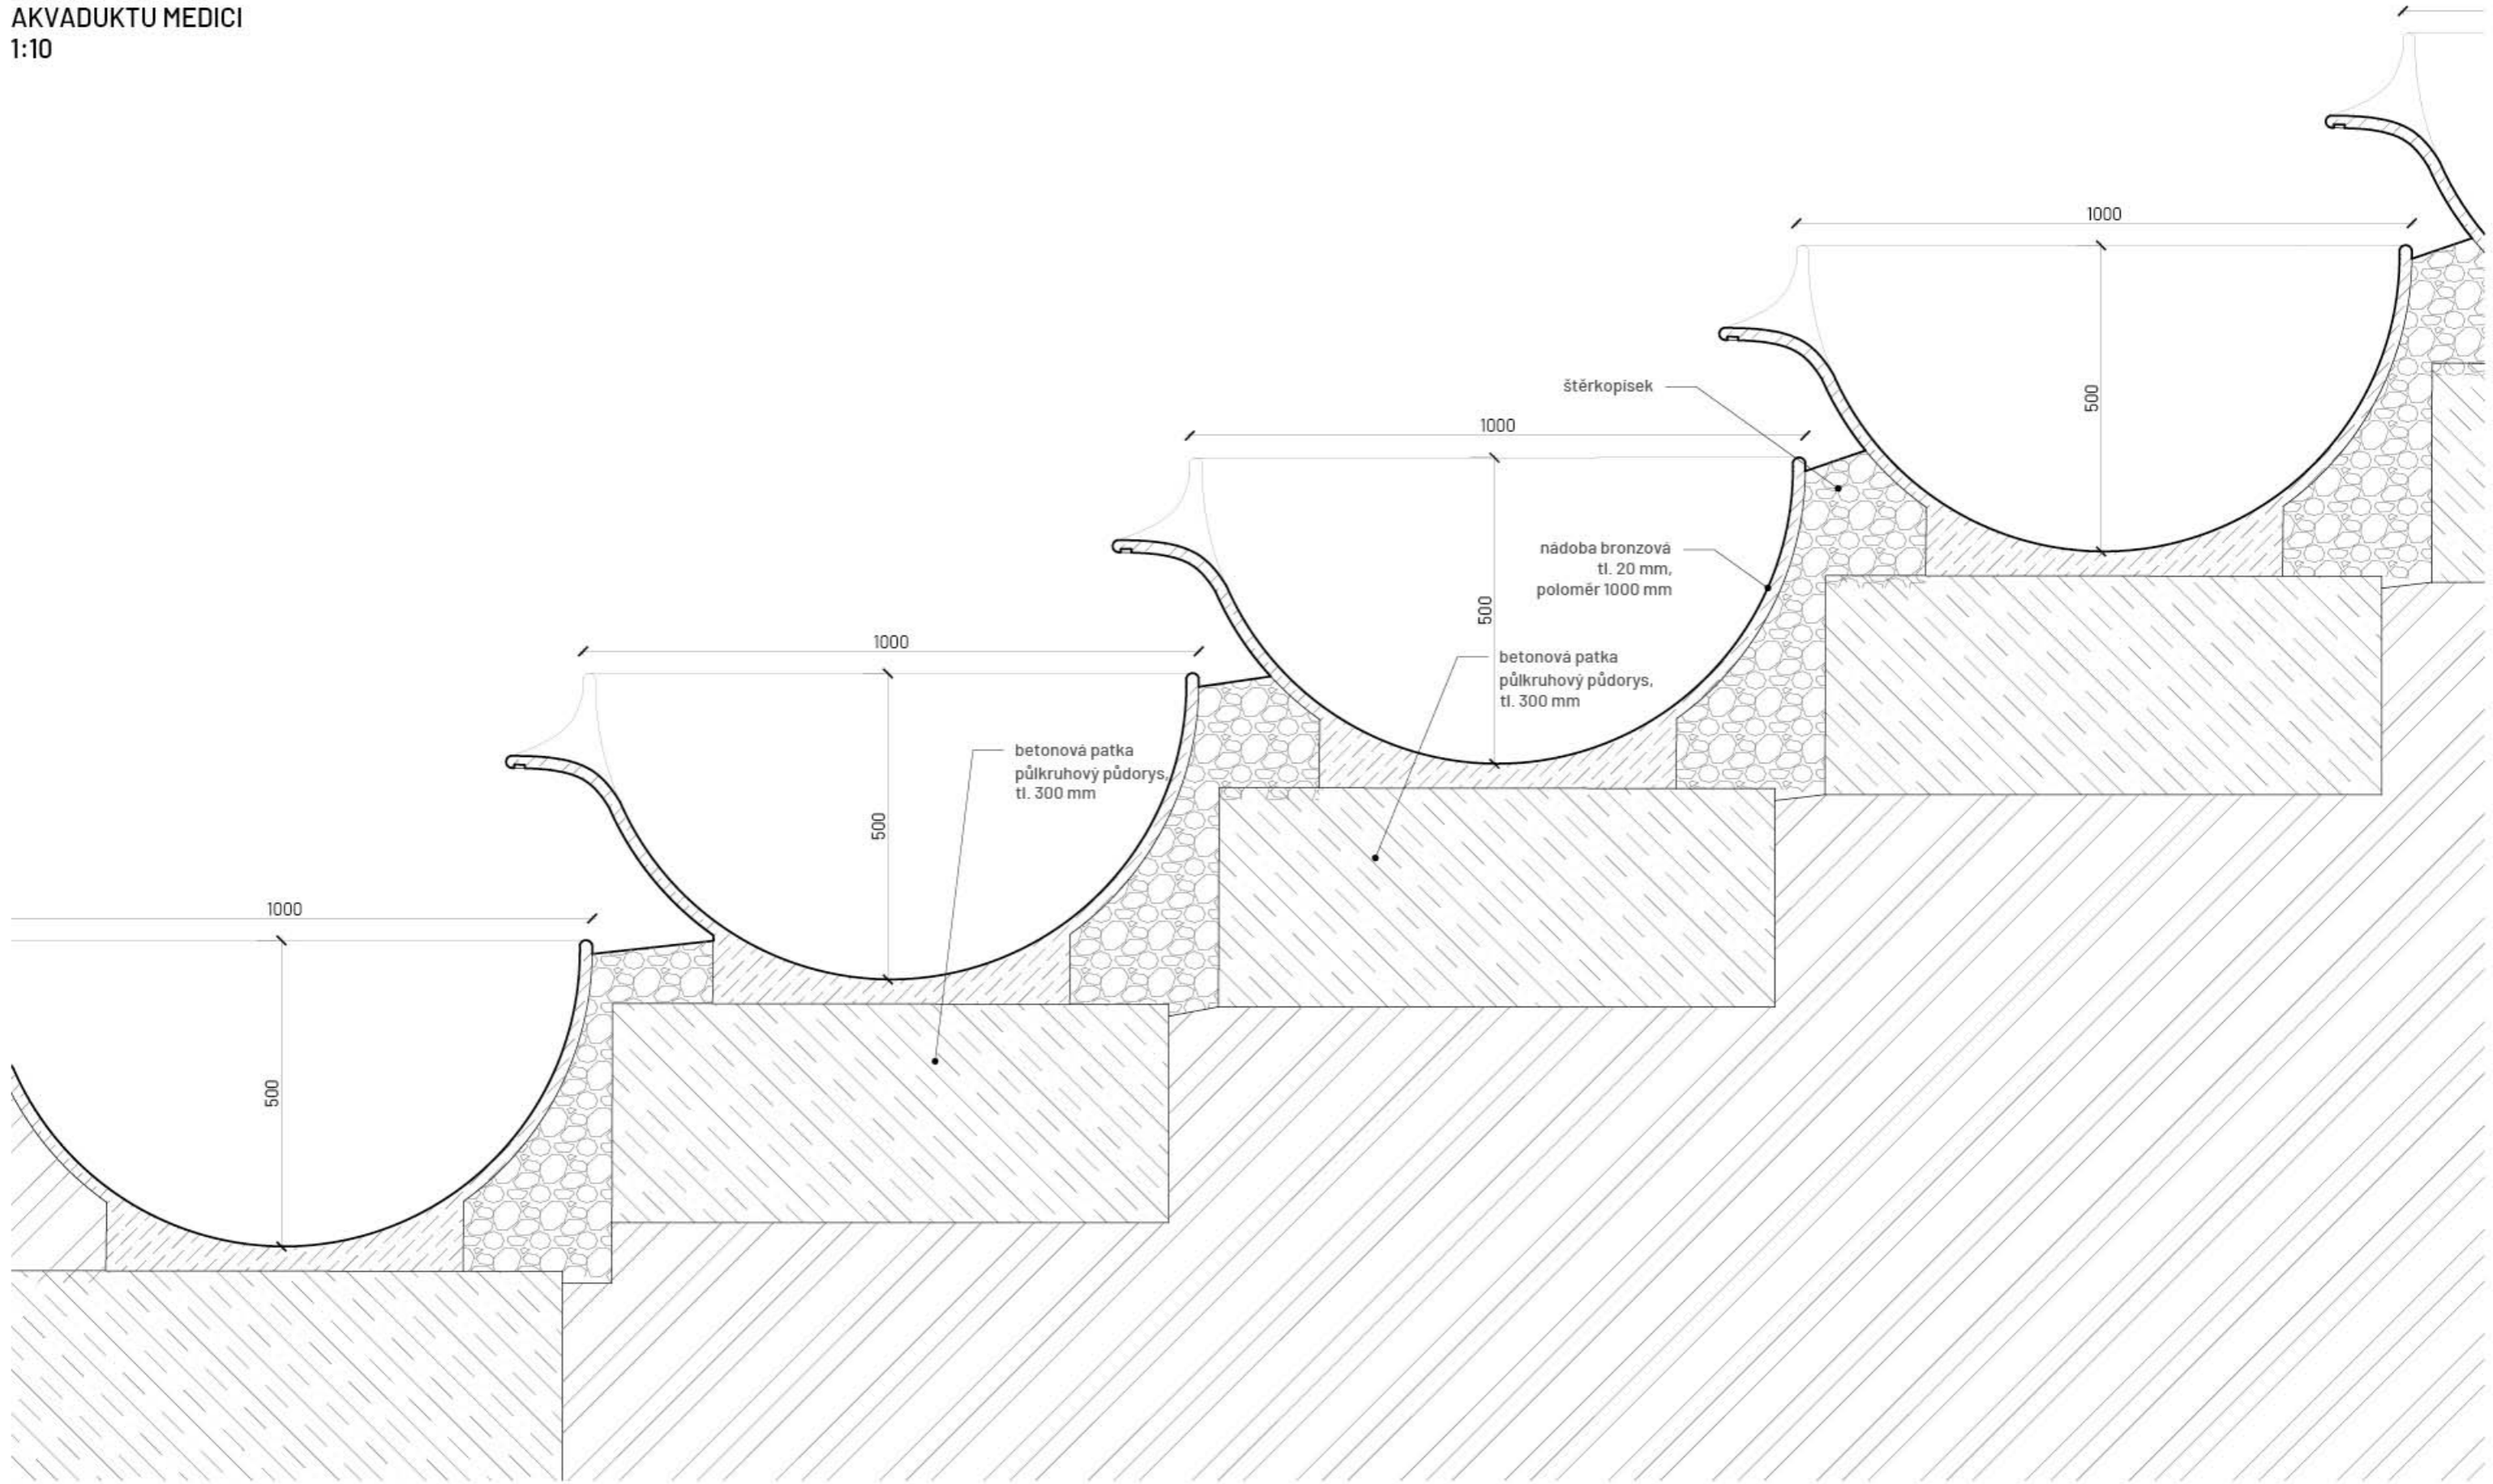 AKVADUKTU MEDICI
1:10
1000
500
štěrkopísek
1000
500
nádoba bronzová
tl. 20 mm,
poloměr 1000 mm
betonová patka
půlkruhový půdorys,
tl. 300 mm
1000
500
betonová patka
půlkruhový půdorys,
tl. 300 mm
1000
500